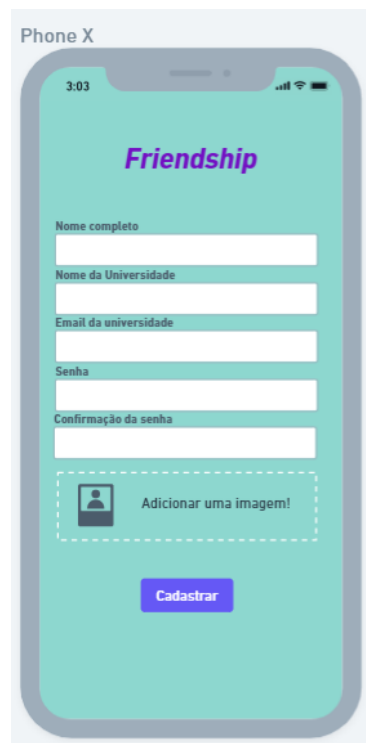 Phone X
3:03
Friendship
Nome completo
Nome da Universidade
Email da universidade
Senha
Confirmação da senha
Adicionar uma imagem!
Cadastrar